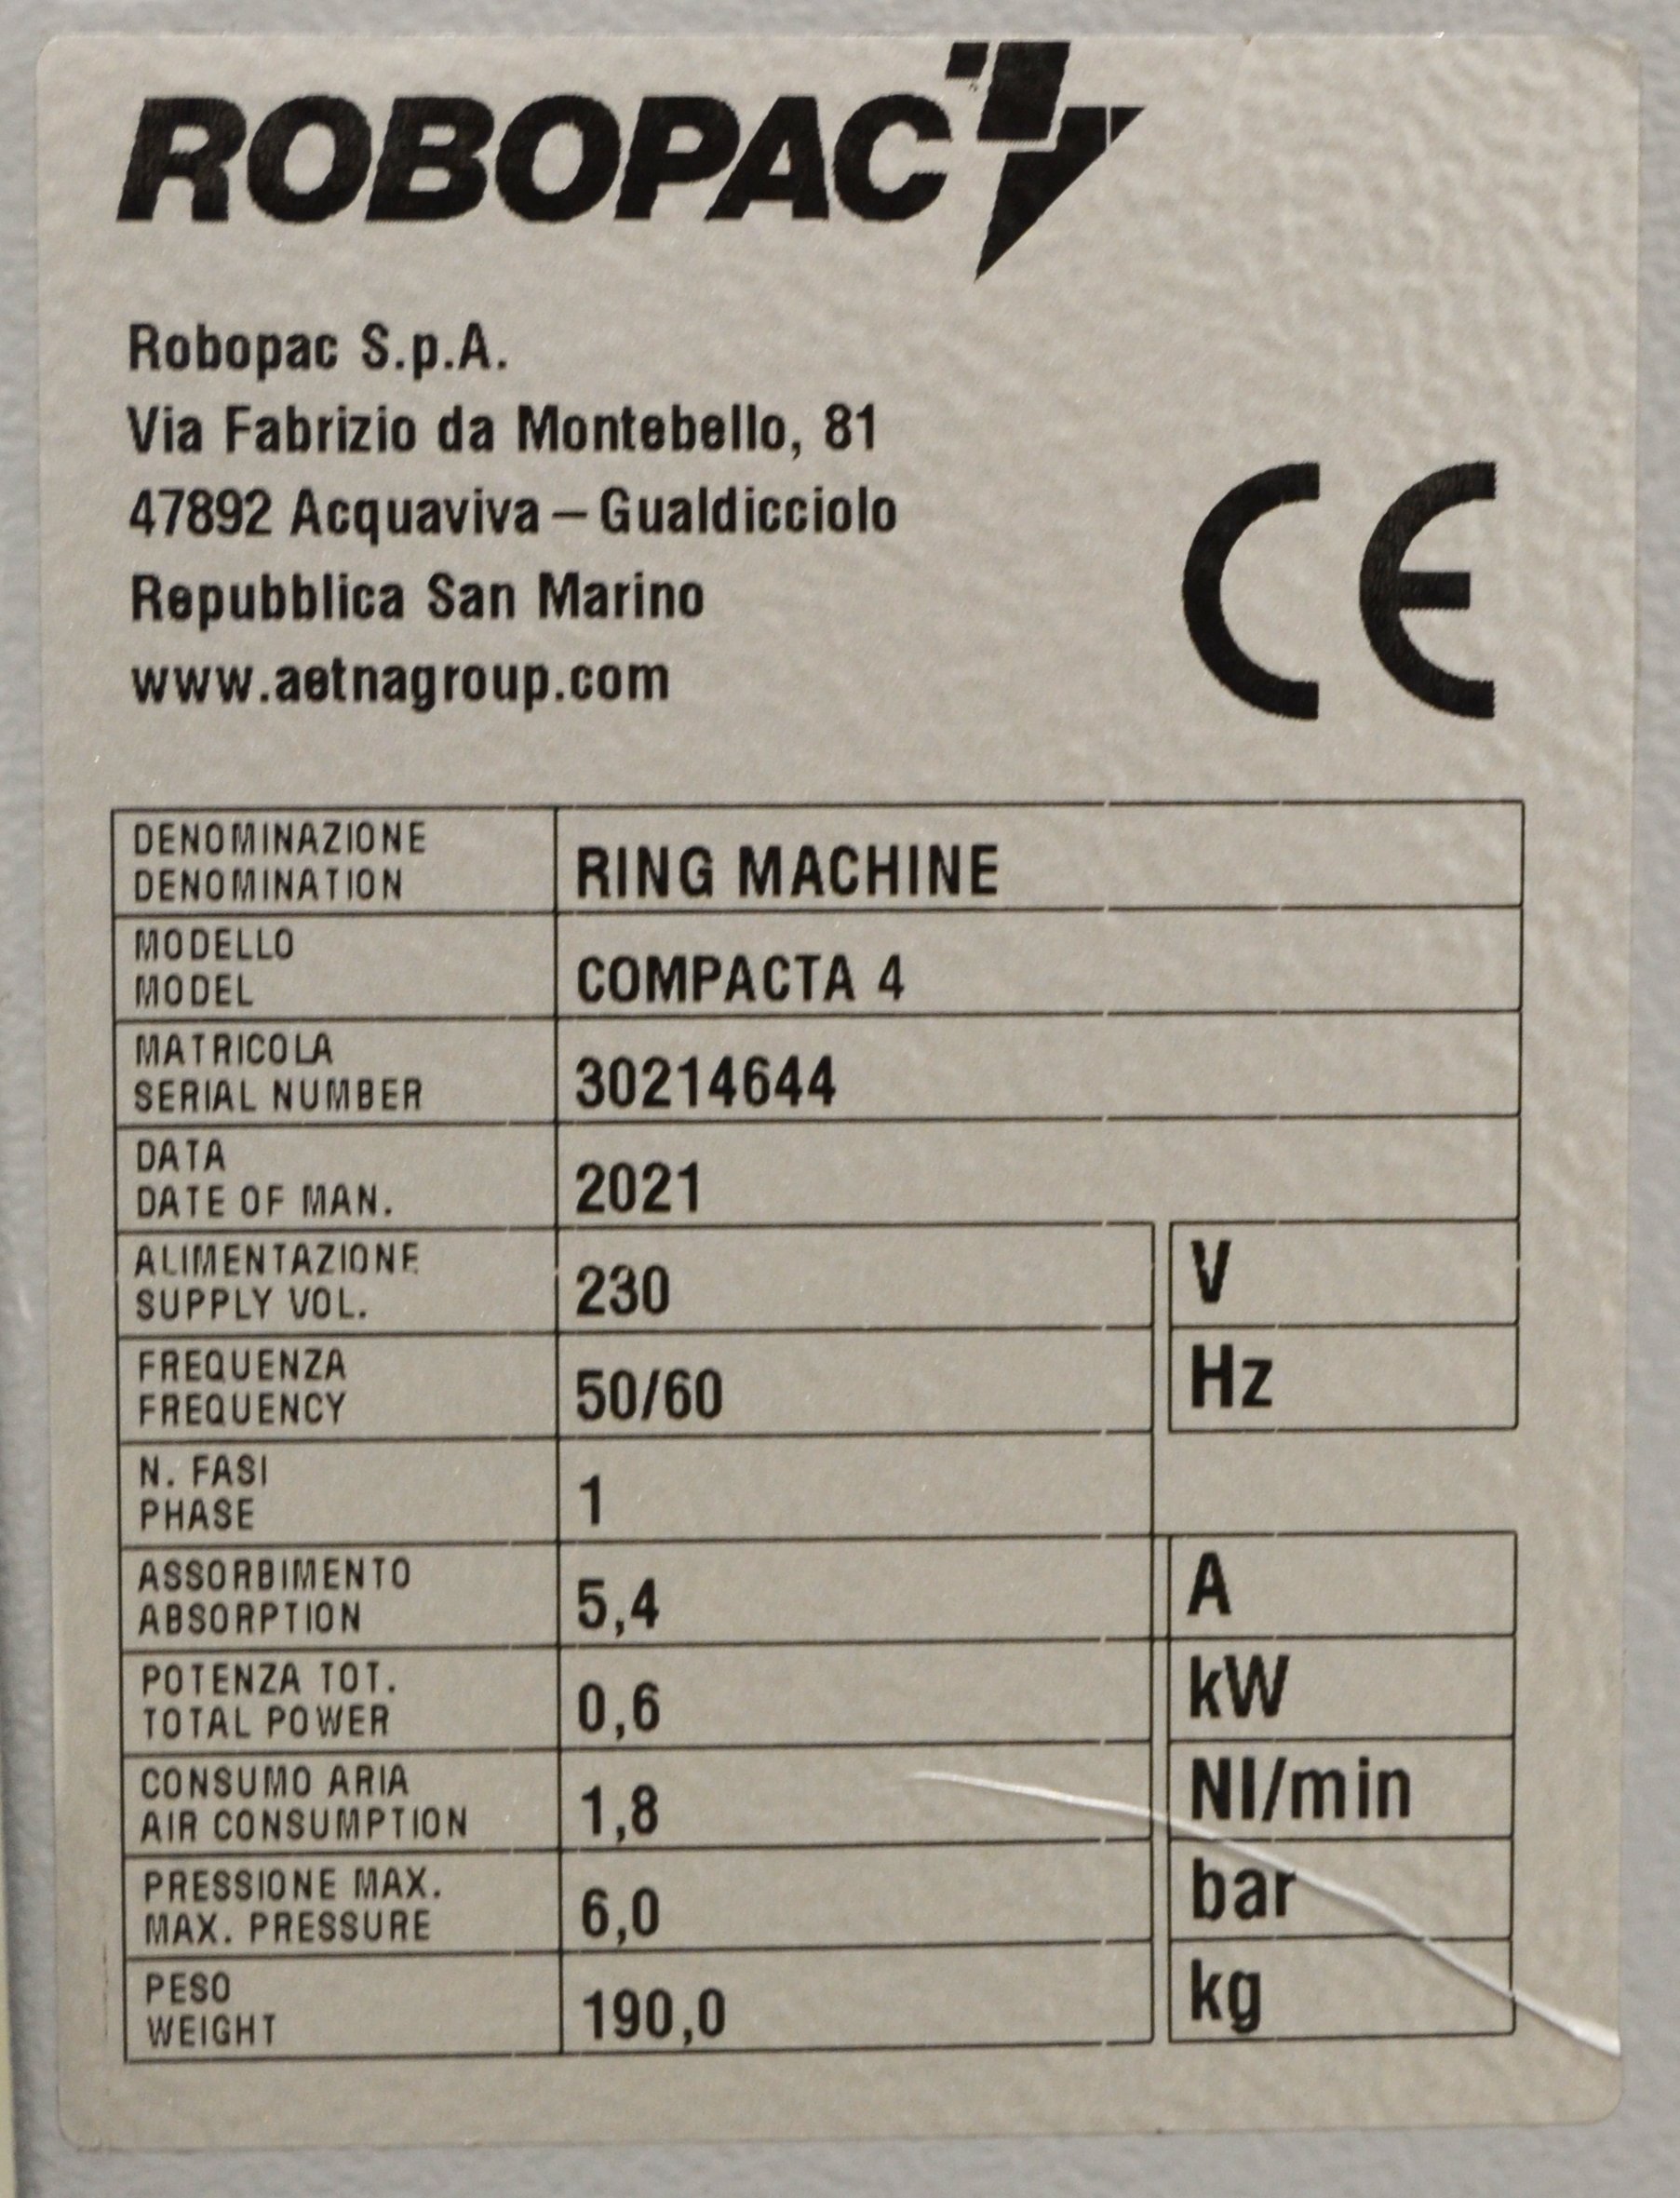 ROBOPAC
Robopac S.p.A.
Via Fabrizio da Montebello, 81
47892 Acquaviva – Gualdicciolo
Repubblica San Marino
www.aetnagroup.com
CE
DENOMINAZIONE
DENOMINATION
RING MACHINE
MODELLO
MODEL
COMPACTA 4
MATRICOLA
SERIAL NUMBER
30214644
DATA
DATE OF MAN.
2021
ALIMENTAZIONE
SUPPLY VOL.
230
V
FREQUENZA
FREQUENCY
50/60
Hz
N. FASI
PHASE
1
ASSORBIMENTO
ABSORPTION
5,4
A
POTENZA TOT.
TOTAL POWER
0,6
kW
CONSUMO ARIA
AIR CONSUMPTION
1,8
Nl/min
PRESSIONE MAX.
MAX. PRESSURE
6,0
bar
PESO
WEIGHT
190,0
kg